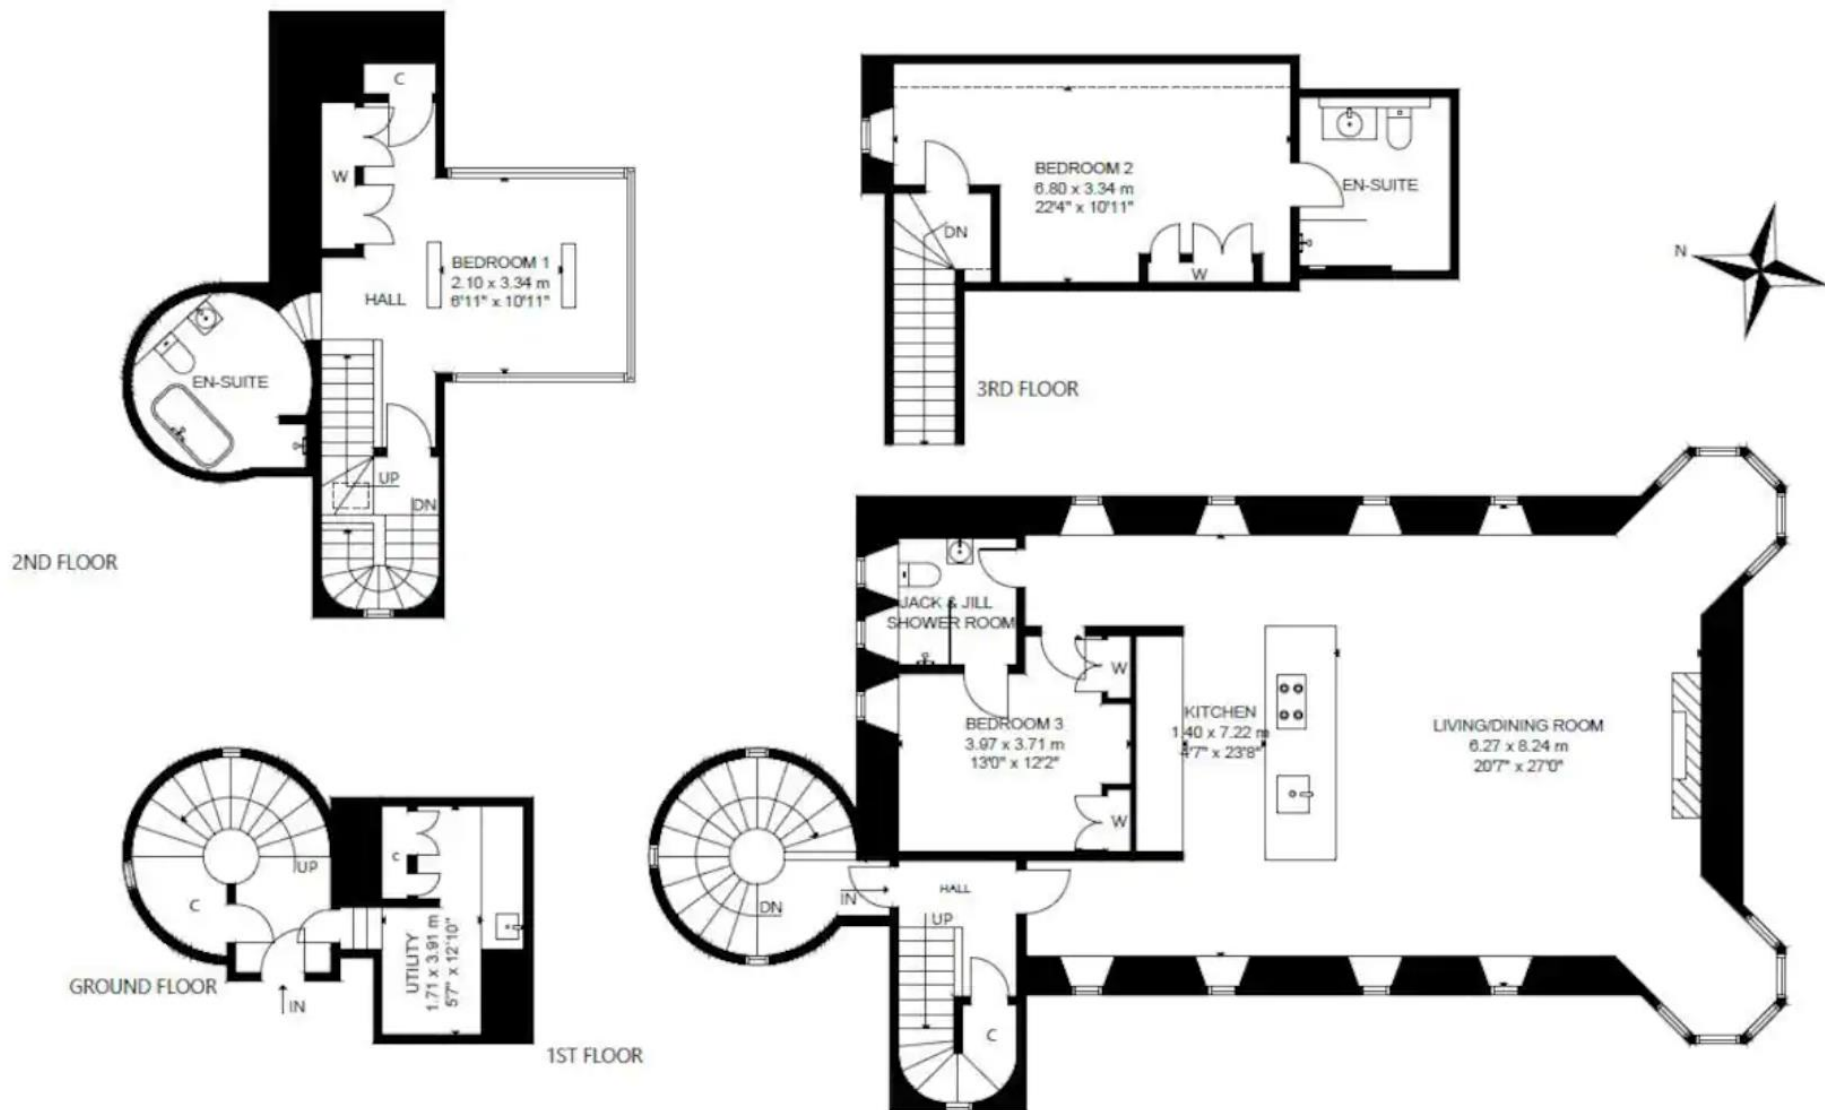 C
W
BEDROOM 1
2.10 x 3.34 m
6'11" x 10'11"
HALL
EN-SUITE
UP
DN
2ND FLOOR
BEDROOM 2
6.80 x 3.34 m
22'4" x 10'11"
EN-SUITE
DN
W
3RD FLOOR
N
JACK & JILL
SHOWER ROOM
W
BEDROOM 3
3.97 x 3.71 m
13'0" x 12'2"
W
KITCHEN
1.40 x 7.22 m
4'7" x 23'8"
LIVING/DINING ROOM
6.27 x 8.24 m
20'7" x 27'0"
HALL
IN
DN
UP
C
1ST FLOOR
UP
C
c
UTILITY
1.71 x 3.91 m
5'7" x 12'10"
GROUND FLOOR
IN